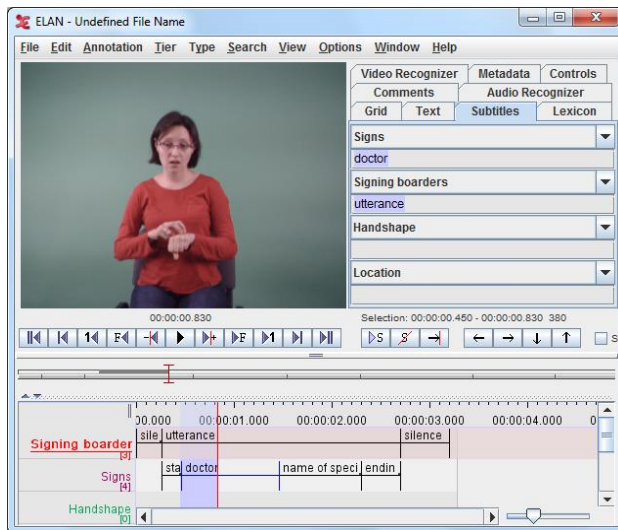 ELAN - Undefined File Name
File Edit Annotation Tier Type Search View Options Window Help
Video Recognizer Metadata Controls
Comments Audio Recognizer
Grid Text Subtitles Lexicon
Signs
doctor
Signing boarders
utterance
Handshape
Location
00:00:00.830
Selection: 00:00:00.450 - 00:00:00.830 380
1 F + F 1 S S S
00.000 00:00:01.000 00:00:02.000 00:00:03.000 00:00:04.000 0
sile utterance silence
Signing boarder
[3]
sta doctor name of speci endin
Signs
[4]
Handshape
[0]